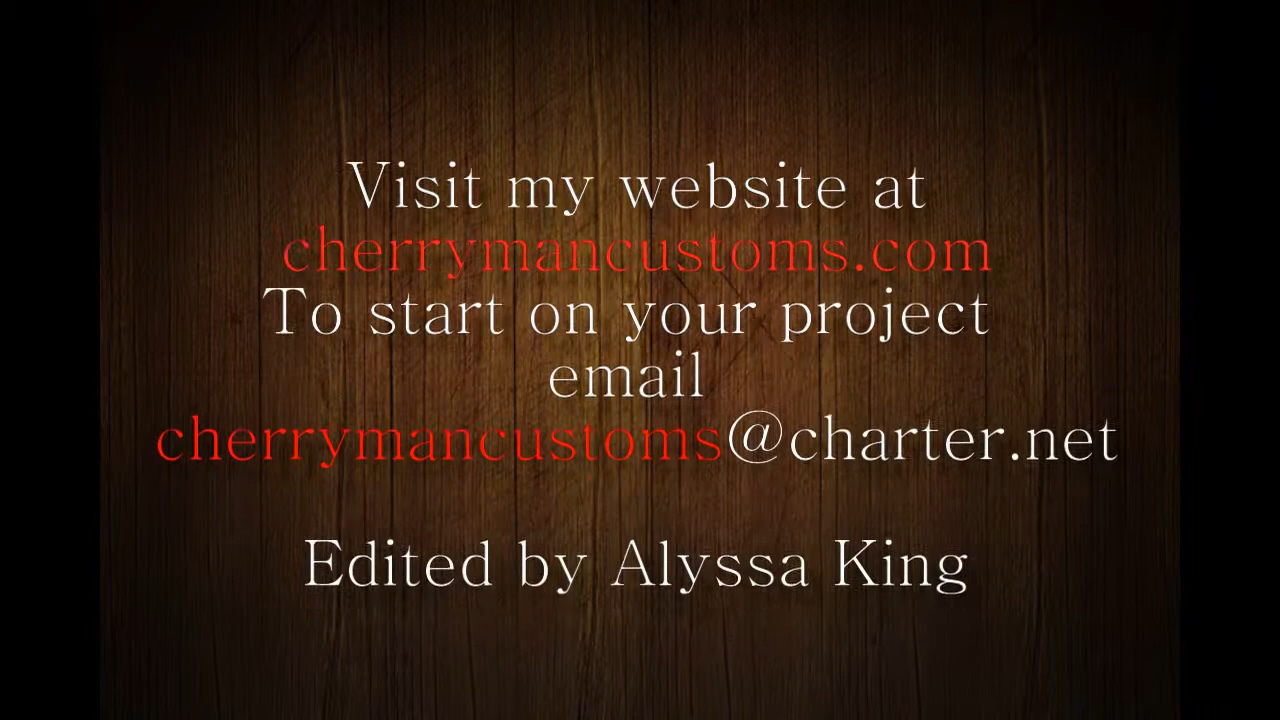 Visit my website at
cherrymancustoms.com
To start on your project
email
cherrymancustoms@charter.net
Edited by Alyssa King